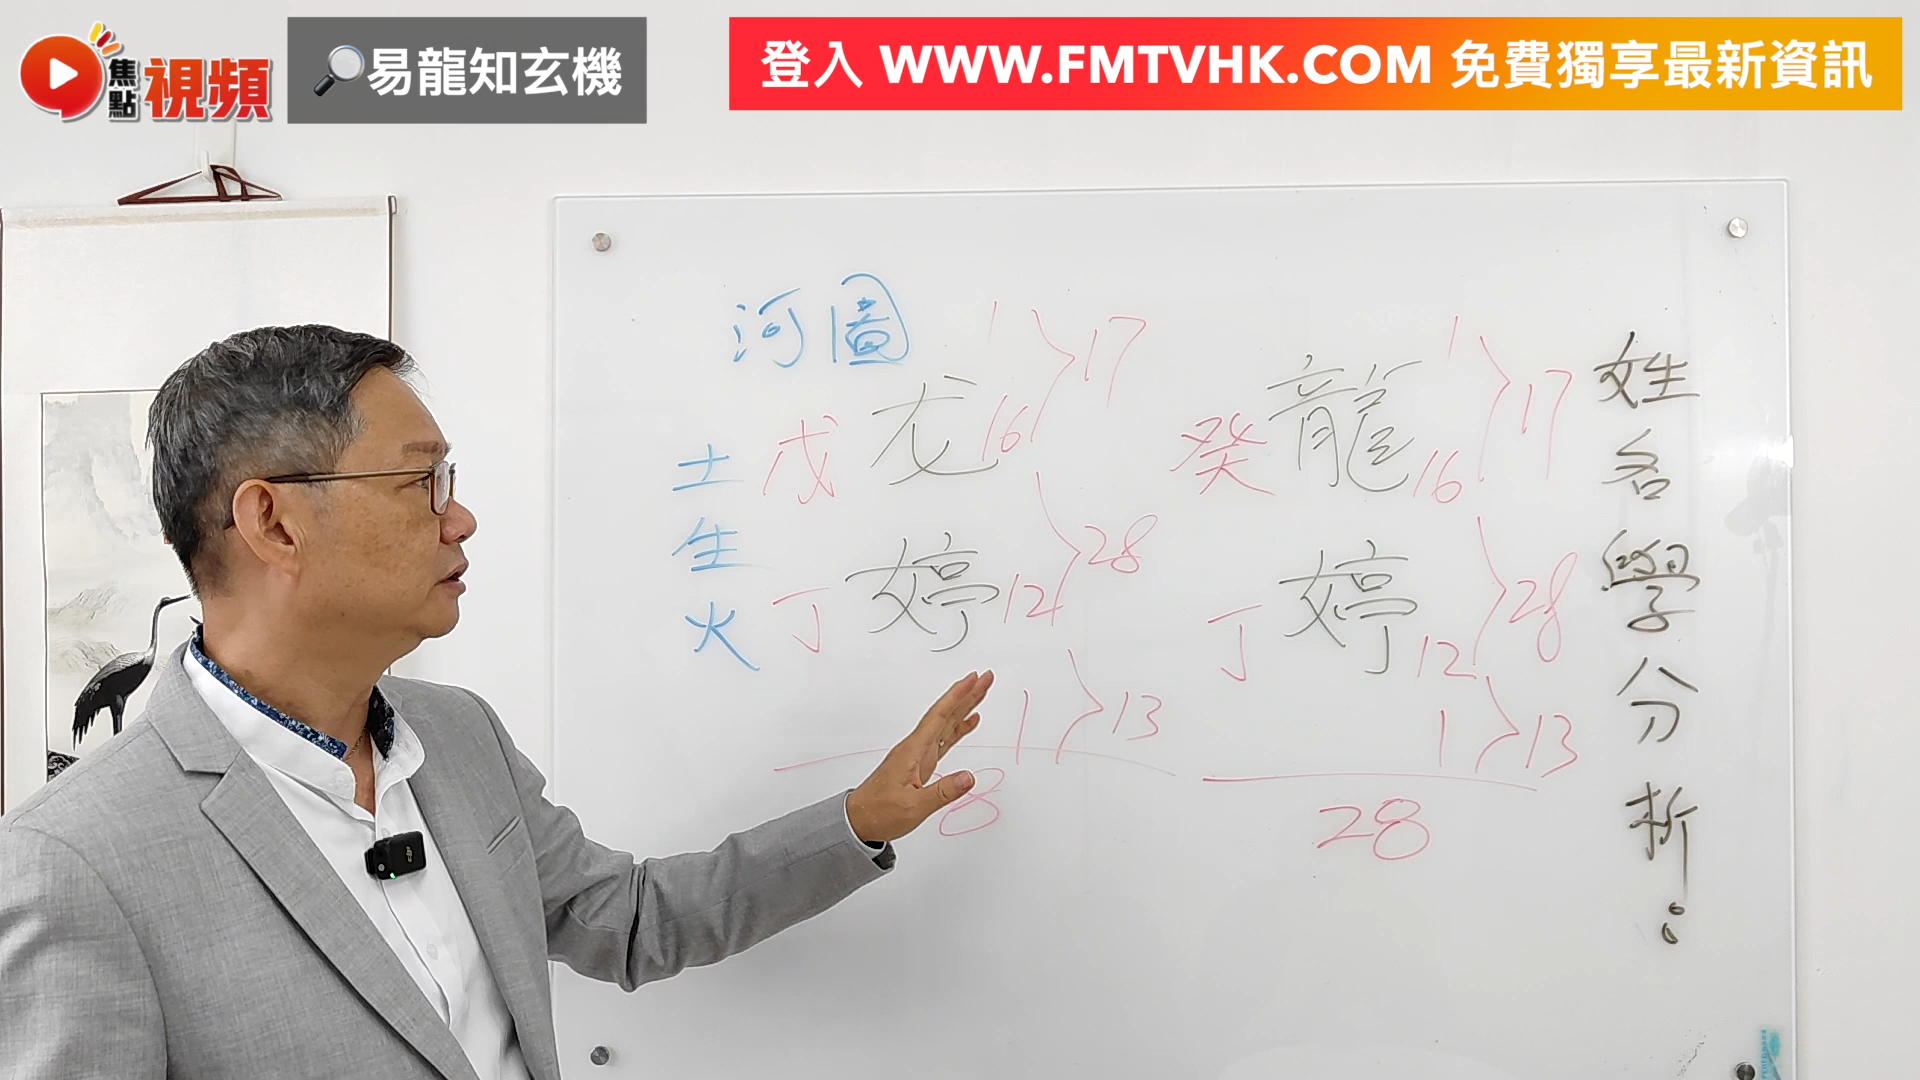 焦點視頻
易龍知玄機
登入 WWW.FMTVHK.COM 免費獨享最新資訊
姓名學分析:
1
龍 16
癸
婷 12
丁
1
17
28
13
28
河圖
1
龙 16
戊
婷 12
丁
1
17
28
13
8
土生火